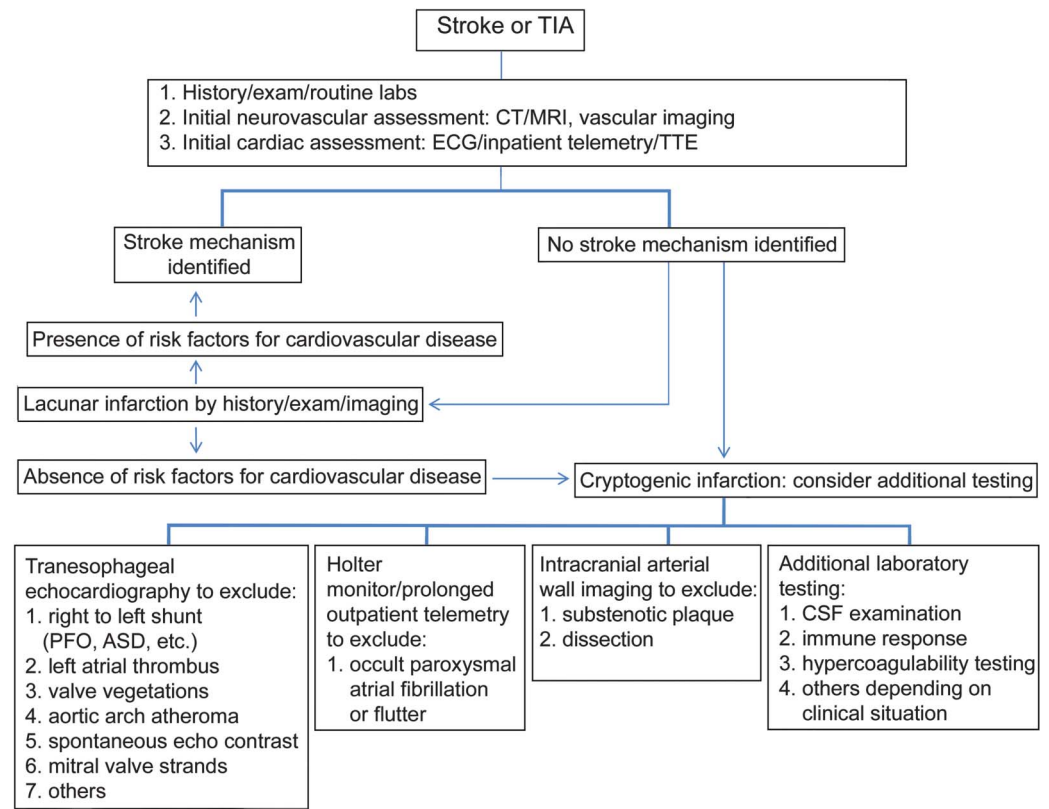 Stroke or TIA
1. History/exam/routine labs
2. Initial neurovascular assessment: CT/MRI, vascular imaging
3. Initial cardiac assessment: ECG/inpatient telemetry/TTE
Stroke mechanism
identified
No stroke mechanism identified
Presence of risk factors for cardiovascular disease
Lacunar infarction by history/exam/imaging
Absence of risk factors for cardiovascular disease
Cryptogenic infarction: consider additional testing
Tranesophageal
echocardiography to exclude:
1. right to left shunt
(PFO, ASD, etc.)
2. left atrial thrombus
3. valve vegetations
4. aortic arch atheroma
5. spontaneous echo contrast
6. mitral valve strands
7. others
Holter
monitor/prolonged
outpatient telemetry
to exclude:
1. occult paroxysmal
atrial fibrillation
or flutter
Intracranial arterial
wall imaging to exclude:
1. substenotic plaque
2. dissection
Additional laboratory
testing:
1. CSF examination
2. immune response
3. hypercoagulability testing
4. others depending on
clinical situation